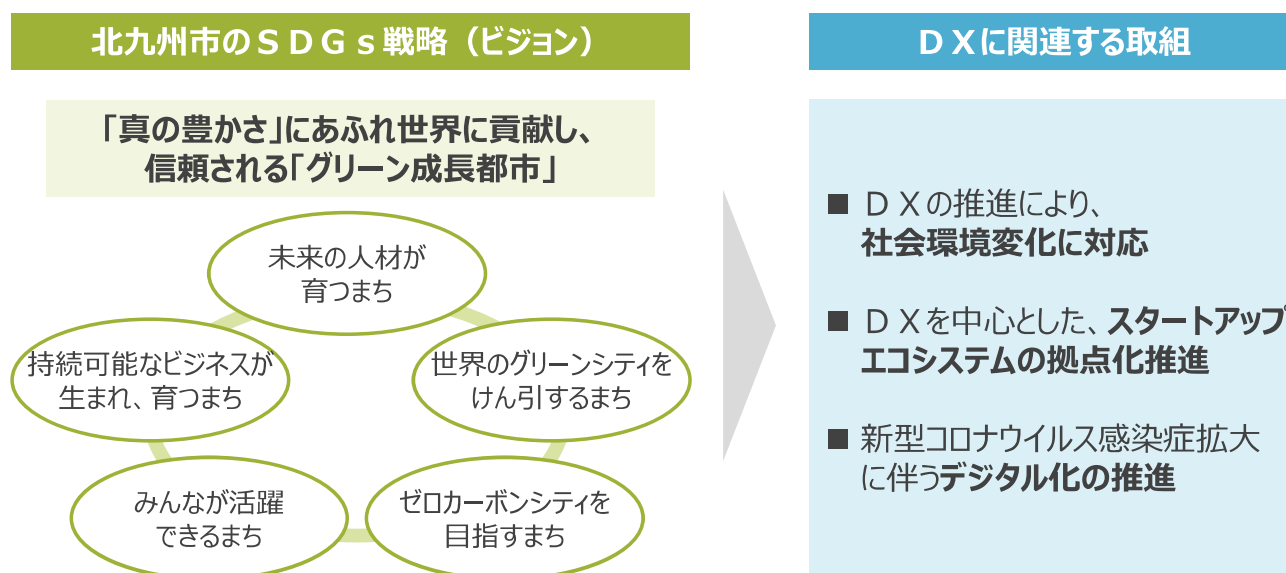 北九州市のＳＤＧｓ戦略（ビジョン）
「真の豊かさ」にあふれ世界に貢献し、
信頼される「グリーン成長都市」
未来の人材が
育つまち
持続可能なビジネスが
生まれ、育つまち
世界のグリーンシティを
けん引するまち
みんなが活躍
できるまち
ゼロカーボンシティを
目指すまち
ＤＸに関連する取組
■ ＤＸの推進により、
社会環境変化に対応
■ ＤＸを中心とした、スタートアップ
エコシステムの拠点化推進
■ 新型コロナウイルス感染症拡大
に伴うデジタル化の推進